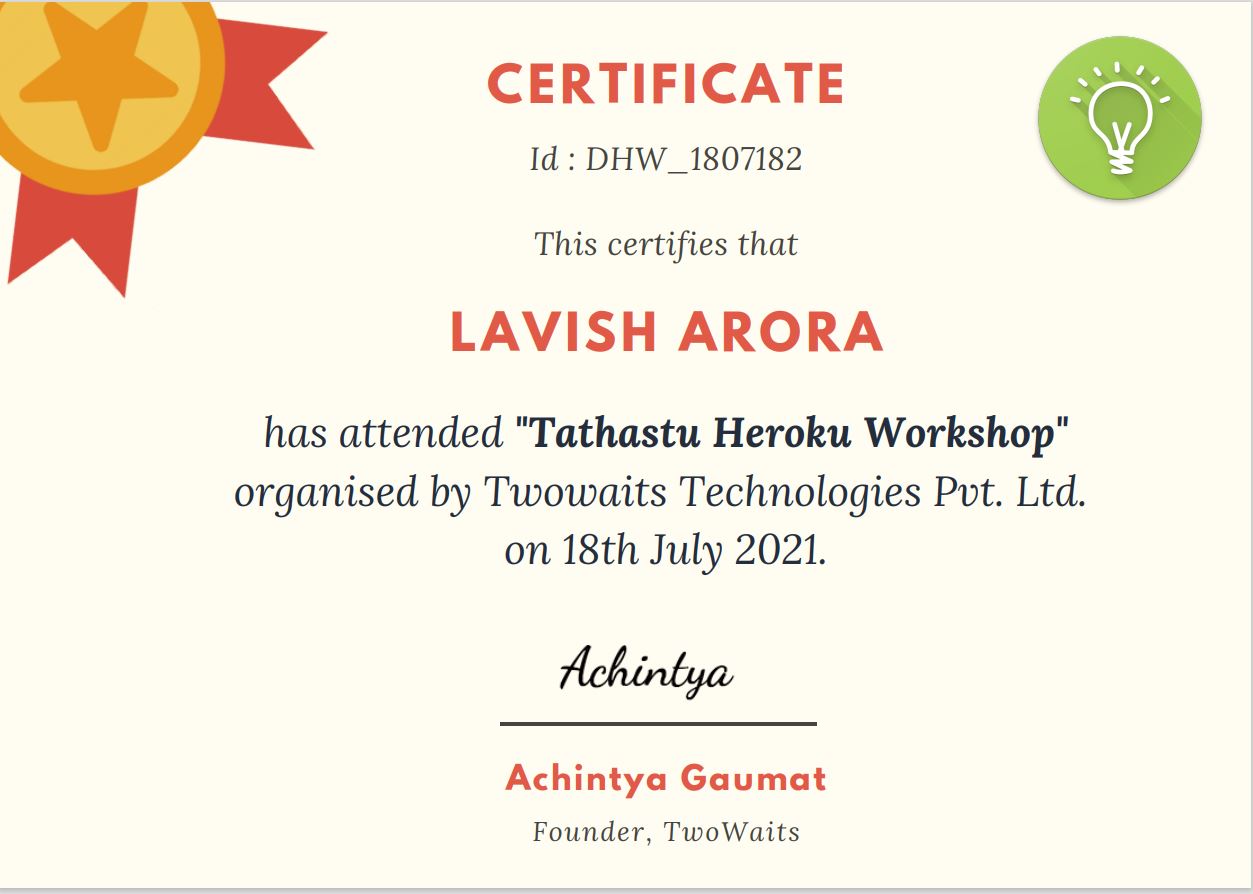 CERTIFICATE
Id : DHW_1807182
This certifies that
LAVISH ARORA
has attended "Tathastu Heroku Workshop"
organised by Twowaits Technologies Pvt. Ltd.
on 18th July 2021.
Achintya
Achintya Gaumat
Founder, TwoWaits